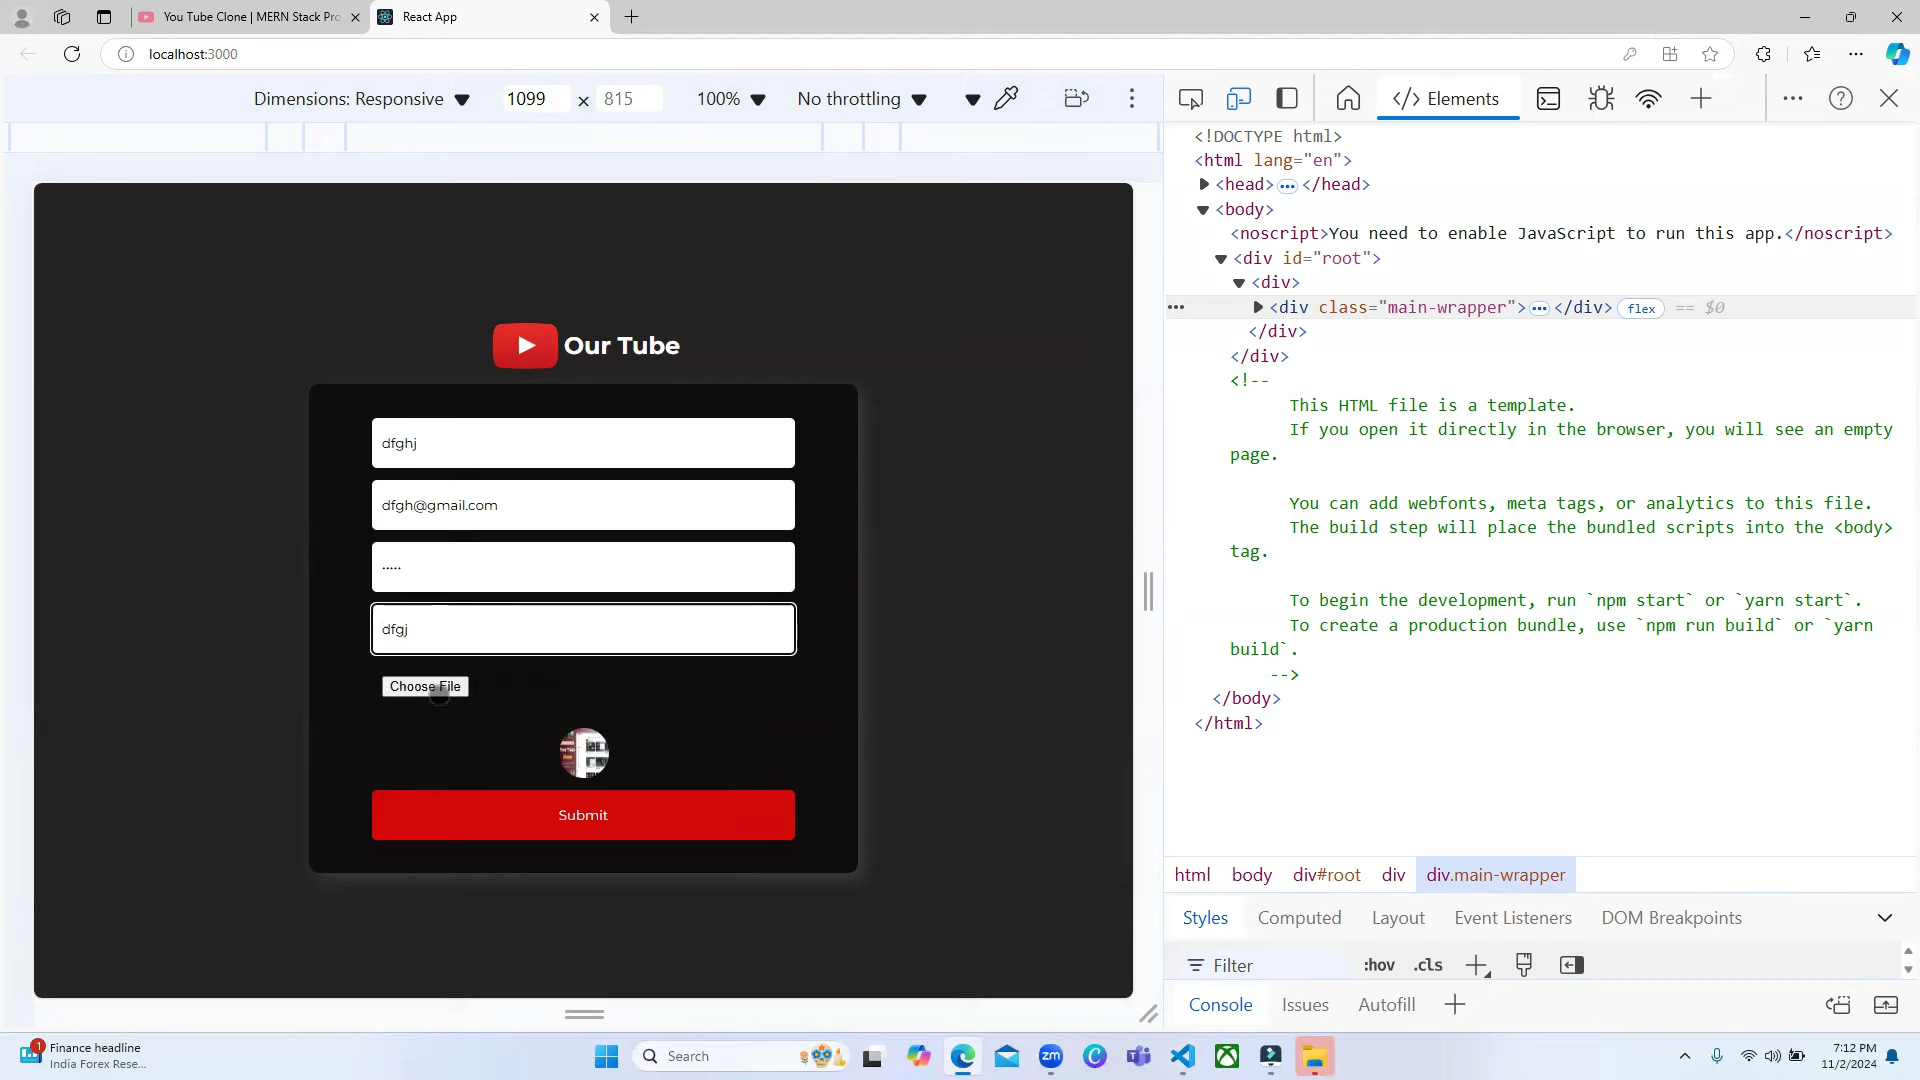 You Tube Clone | MERN Stack Pro
React App
localhost:3000
Dimensions: Responsive
1099
×
815
100%
No throttling
Elements
<!DOCTYPE html>
<html lang="en">
<head>
</head>
<body>
<noscript>You need to enable JavaScript to run this app.</noscript>
<div id="root">
<div>
<div class="main-wrapper">
</div>
flex
== $0
</div>
</div>
<!--
This HTML file is a template.
If you open it directly in the browser, you will see an empty
page.
You can add webfonts, meta tags, or analytics to this file.
The build step will place the bundled scripts into the <body>
tag.
To begin the development, run `npm start` or `yarn start`.
To create a production bundle, use `npm run build` or `yarn
build`.
-->
</body>
</html>
Our Tube
dfghj
dfgh@gmail.com
.....
dfgj
Choose File
Submit
html body div#root div div.main-wrapper
Styles Computed Layout Event Listeners DOM Breakpoints
Filter
:hov .cls
Console Issues Autofill
1
Finance headline
India Forex Rese...
Search
zm
7:12 PM
11/2/2024